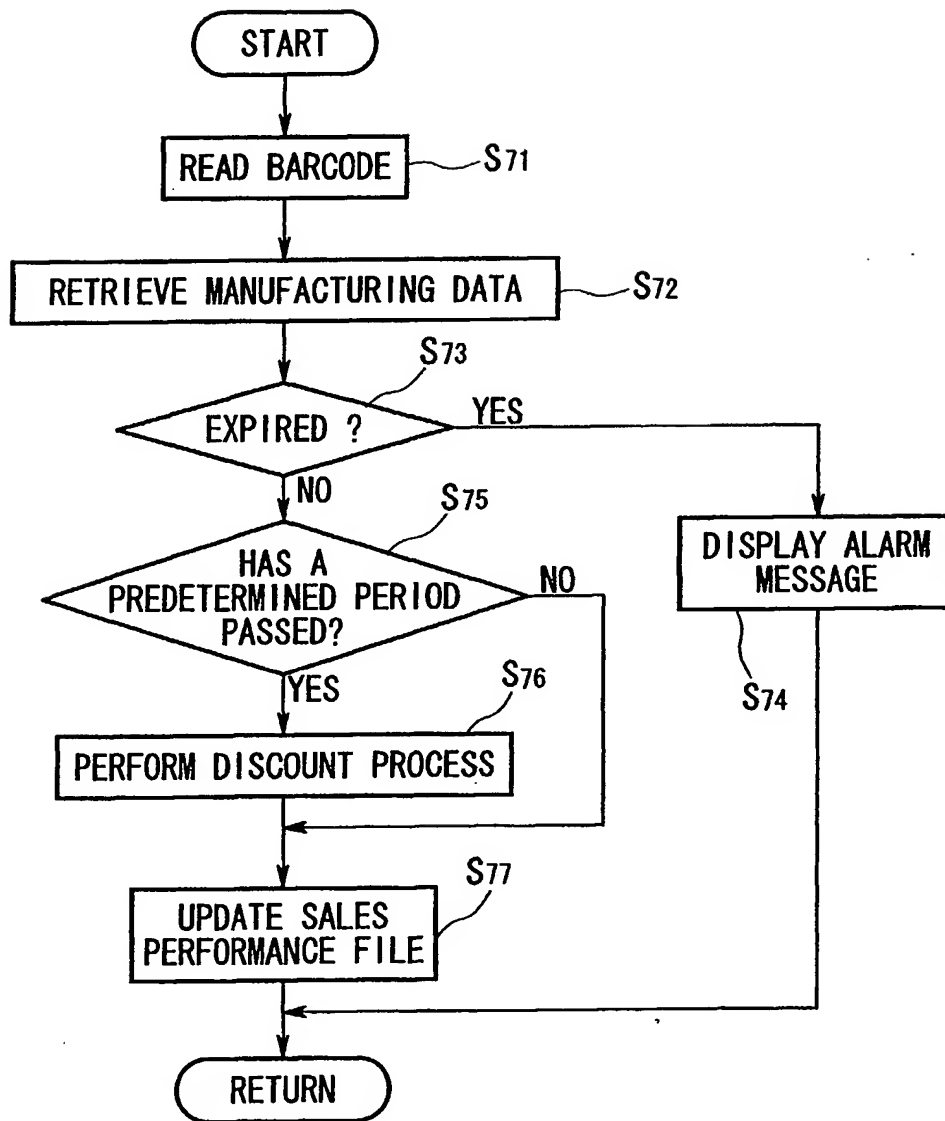 START
READ BARCODE
S71
RETRIEVE MANUFACTURING DATA
S72
S73
EXPIRED ?
YES
NO
S75
HAS A
PREDETERMINED PERIOD
PASSED?
NO
DISPLAY ALARM
MESSAGE
S74
YES
S76
PERFORM DISCOUNT PROCESS
S77
UPDATE SALES
PERFORMANCE FILE
RETURN